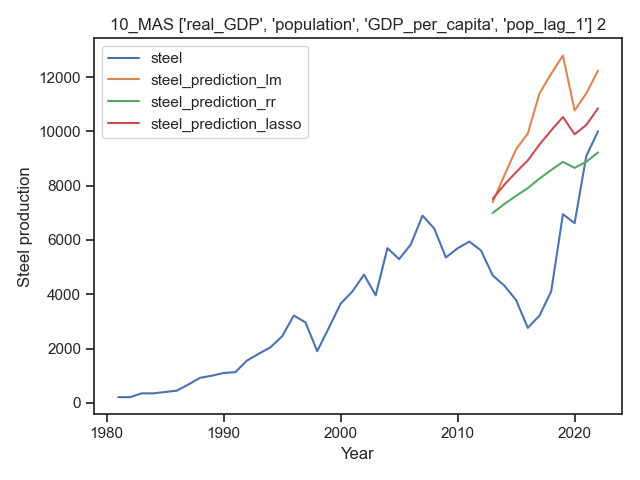 10_MAS ['real_GDP', 'population', 'GDP_per_capita', 'pop_lag_1'] 2
steel
steel_prediction_lm
steel_prediction_rr
steel_prediction_lasso
Steel production
12000
10000
8000
6000
4000
2000
0
1980 1990 2000 2010 2020
Year